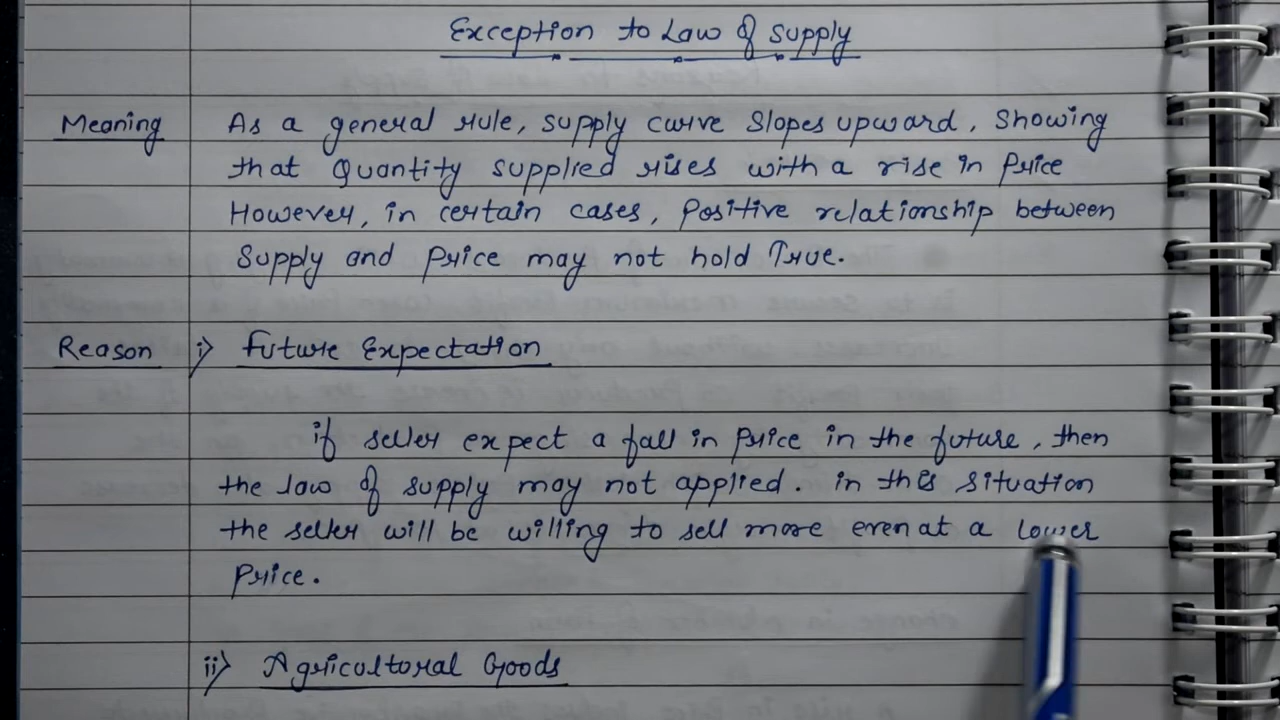 Exception to Law of Supply
Meaning As a general rule, supply curve slopes upward, showing
that Quantity supplied rises with a rise in Price
However, in certain cases, Positive relationship between
Supply and Price may not hold True.
Reason i) Future Expectation
if seller expect a fall in price in the future, then
the law of supply may not applied. in this situation
the seller will be willing to sell more even at a lower
Price.
ii) Agricultoral Goods